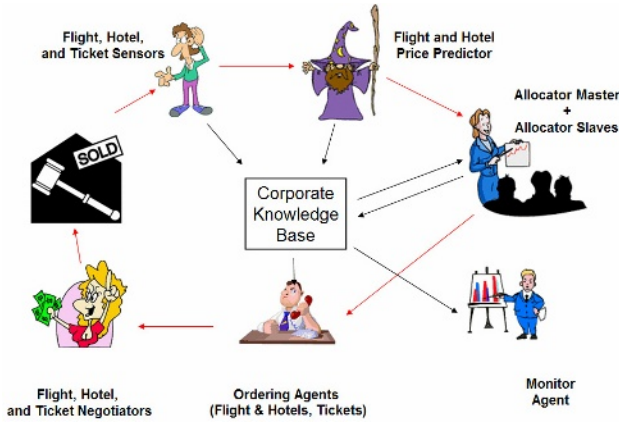 Flight, Hotel,
and Ticket Sensors
Flight and Hotel
Price Predictor
Allocator Master
+
Allocator Slaves
SOLD
Corporate
Knowledge
Base
Flight, Hotel,
and Ticket Negotiators
Ordering Agents
(Flight & Hotels, Tickets)
Monitor
Agent